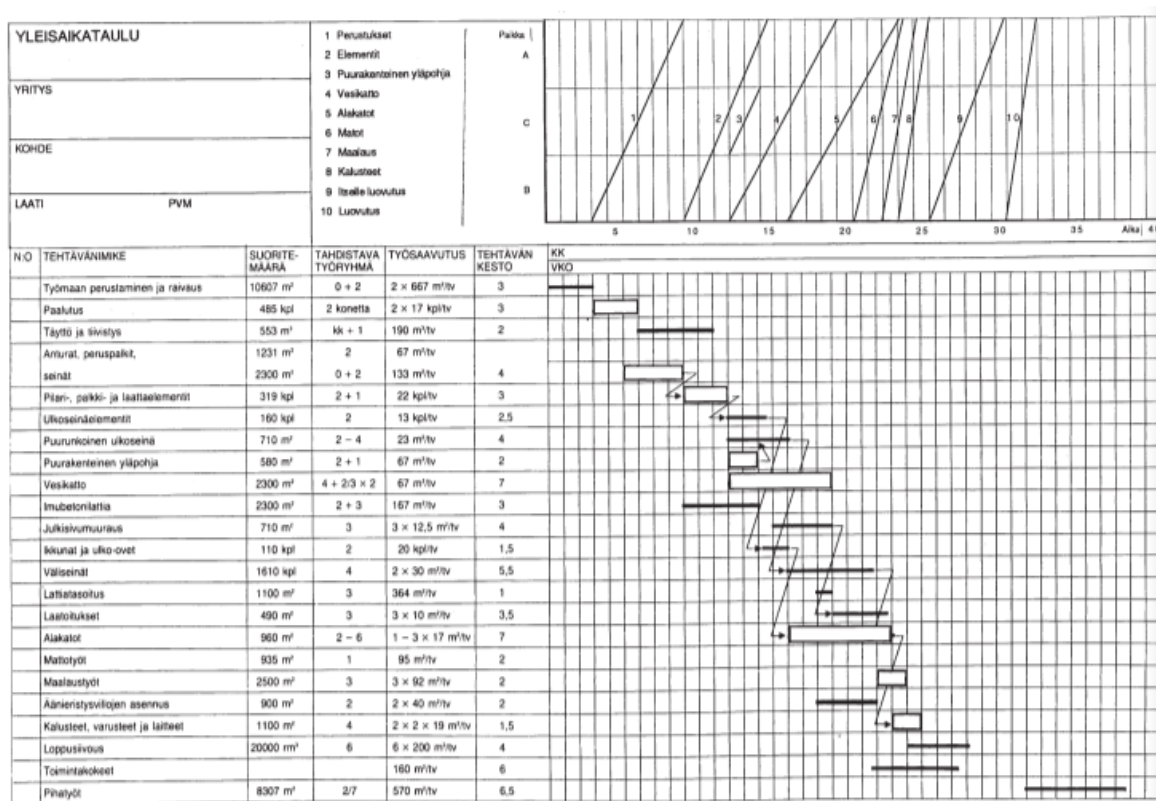 YLEISAIKATAULU
YRITYS
KOHDE
LAATI PVM
1 Perustukset
2 Elementit
3 Puurakenteinen yläpohja
4 Vesikatto
5 Alakatot
6 Matot
7 Maalaus
8 Kalusteet
9 Itselle luovutus
10 Luovutus
Paikka
A
C
B
1 2 3 4 5 6 7 8 9 10
5 10 15 20 25 30 35 Aika 40
N:O TEHTÄVÄNIMIKE SUORITE-MÄÄRÄ TAHDISTAVA TYÖRYHMÄ TYÖSAAVUTUS TEHTÄVÄN KESTO KK
VKO
Työmaan perustaminen ja raivaus 10607 m² 0 + 2 2 × 667 m²/tv 3
Paalutus 485 kpl 2 konetta 2 × 17 kpl/tv 3
Täyttö ja tiivistys 553 m³ kk + 1 190 m³/tv 2
Anturat, peruspalkit, 1231 m² 2 67 m²/tv
seinät 2300 m² 0 + 2 133 m²/tv 4
Pilari-, palkki- ja laattaelementit 319 kpl 2 + 1 22 kpl/tv 3
Ulkoseinäelementit 160 kpl 2 13 kpl/tv 2,5
Puurunkoinen ulkoseinä 710 m² 2 – 4 23 m²/tv 4
Puurakenteinen yläpohja 580 m² 2 + 1 67 m²/tv 2
Vesikatto 2300 m² 4 + 2/3 × 2 67 m²/tv 7
Imubetonilattia 2300 m² 2 + 3 167 m²/tv 3
Julkisivumuuraus 710 m² 3 3 × 12,5 m²/tv 4
Ikkunat ja ulko-ovet 110 kpl 2 20 kpl/tv 1,5
Väliseinät 1610 kpl 4 2 × 30 m²/tv 5,5
Lattiatasoitus 1100 m² 3 364 m²/tv 1
Laatoitukset 490 m² 3 3 × 10 m²/tv 3,5
Alakatot 960 m² 2 – 6 1 – 3 × 17 m²/tv 7
Mattotyöt 935 m² 1 95 m²/tv 2
Maalaustyöt 2500 m² 3 3 × 92 m²/tv 2
Äänieristysvillojen asennus 900 m² 2 2 × 40 m²/tv 2
Kalusteet, varusteet ja laitteet 1100 m² 4 2 × 2 × 19 m²/tv 1,5
Loppusiivous 20000 rm³ 6 6 × 200 m³/tv 4
Toimintakokeet 160 m²/tv 6
Pihatyöt 8307 m² 2/7 570 m²/tv 6,5